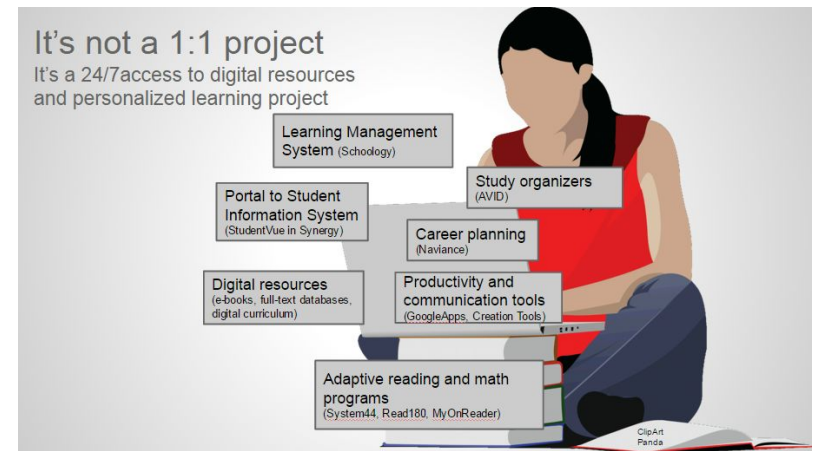 It's not a 1:1 project
It's a 24/7access to digital resources
and personalized learning project
Learning Management
System (Schoology)
Study organizers
(AVID)
Portal to Student
Information System
(StudentVue in Synergy)
Career planning
(Naviance)
Digital resources
(e-books, full-text databases,
digital curriculum)
Productivity and
communication tools
(GoogleApps, Creation Tools)
Adaptive reading and math
programs
(System44, Read180, MyOnReader)
ClipArt
Panda